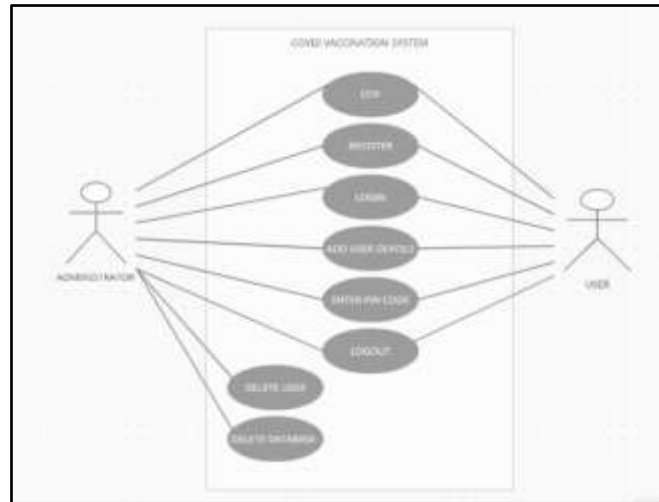 COVID VACCINATION SYSTEM
REGISTER
LOGIN
ADD USER DETAILS
ENTER PIN CODE
LOGOUT
ADMINISTRATOR
USER
DELETE USER
DELETE DATABASE